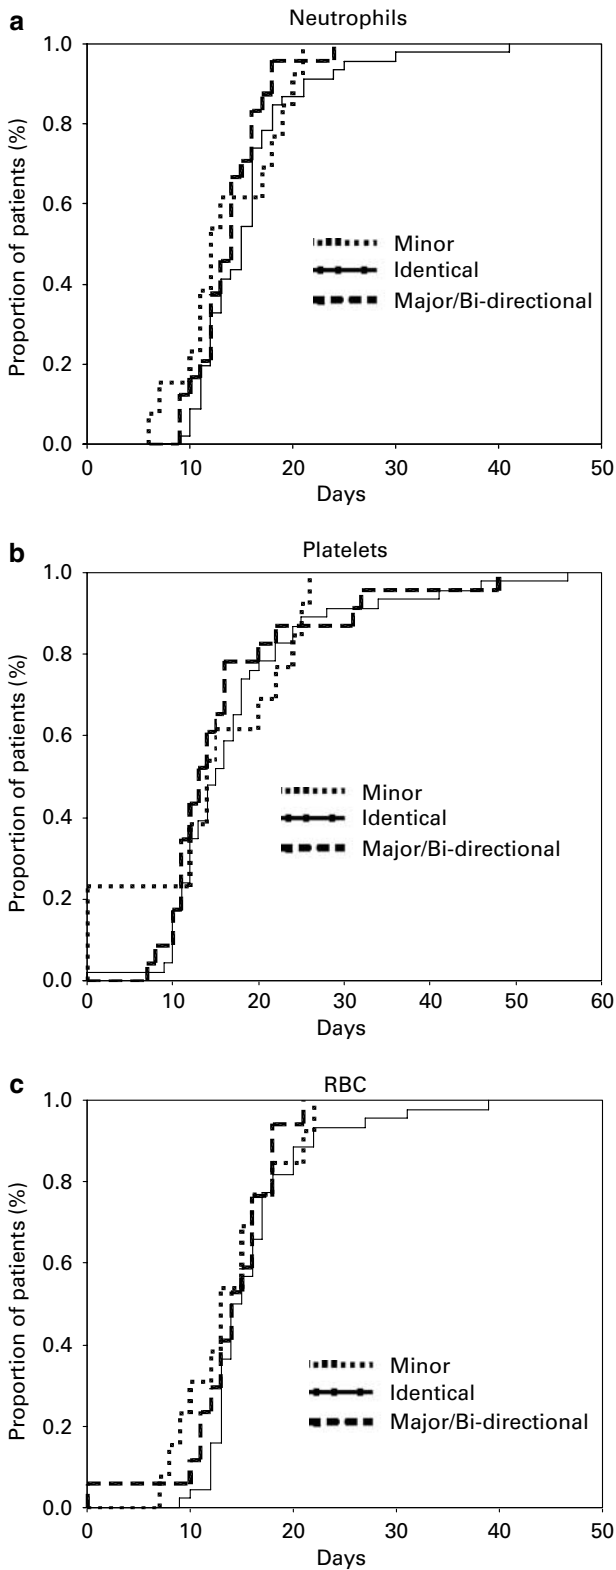 a
Neutrophils
Proportion of patients (%)
1.0
0.8
0.6
0.4
0.2
0.0
Minor
Identical
Major/Bi-directional
0 10 20 30 40 50
Days
b
Platelets
Proportion of patients (%)
1.0
0.8
0.6
0.4
0.2
0.0
Minor
Identical
Major/Bi-directional
0 10 20 30 40 50 60
Days
c
RBC
Proportion of patients (%)
1.0
0.8
0.6
0.4
0.2
0.0
Minor
Identical
Major/Bi-directional
0 10 20 30 40 50
Days